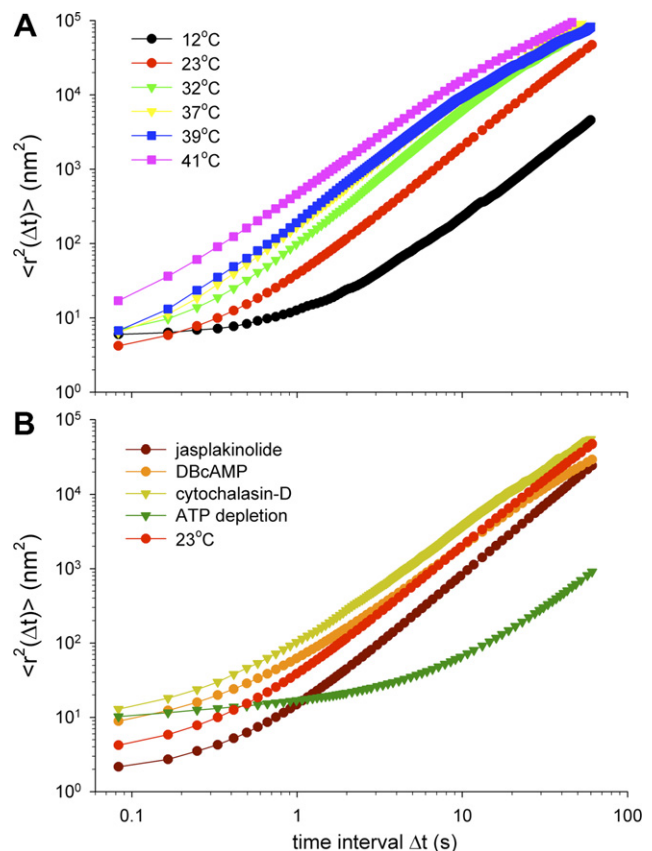 A
12°C
23°C
32°C
37°C
39°C
41°C
<r²(Δt)> (nm²)
10⁵
10⁴
10³
10²
10¹
10⁰
B
jasplakinolide
DBcAMP
cytochalasin-D
ATP depletion
23°C
<r²(Δt)> (nm²)
10⁵
10⁴
10³
10²
10¹
10⁰
0.1
1
10
100
time interval Δt (s)